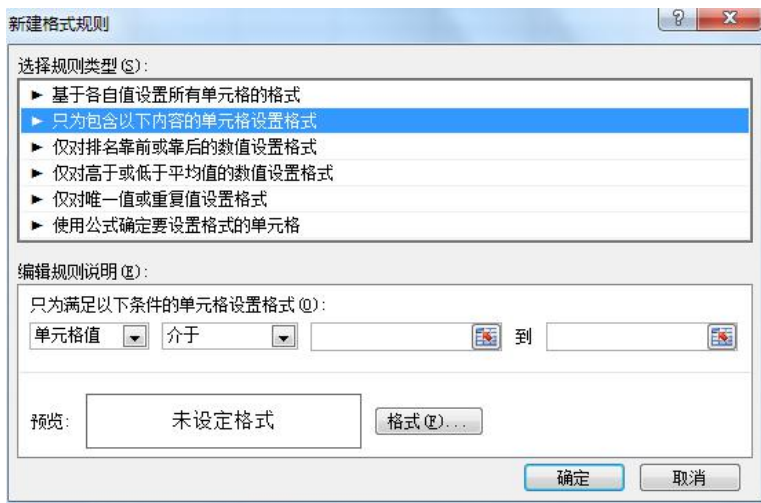 新建格式规则
选择规则类型(S):
► 基于各自值设置所有单元格的格式
► 只为包含以下内容的单元格设置格式
► 仅对排名靠前或靠后的数值设置格式
► 仅对高于或低于平均值的数值设置格式
► 仅对唯一值或重复值设置格式
► 使用公式确定要设置格式的单元格
编辑规则说明(E):
只为满足以下条件的单元格设置格式(O):
单元格值 介于 到
预览: 未设定格式 格式(F)...
确定 取消